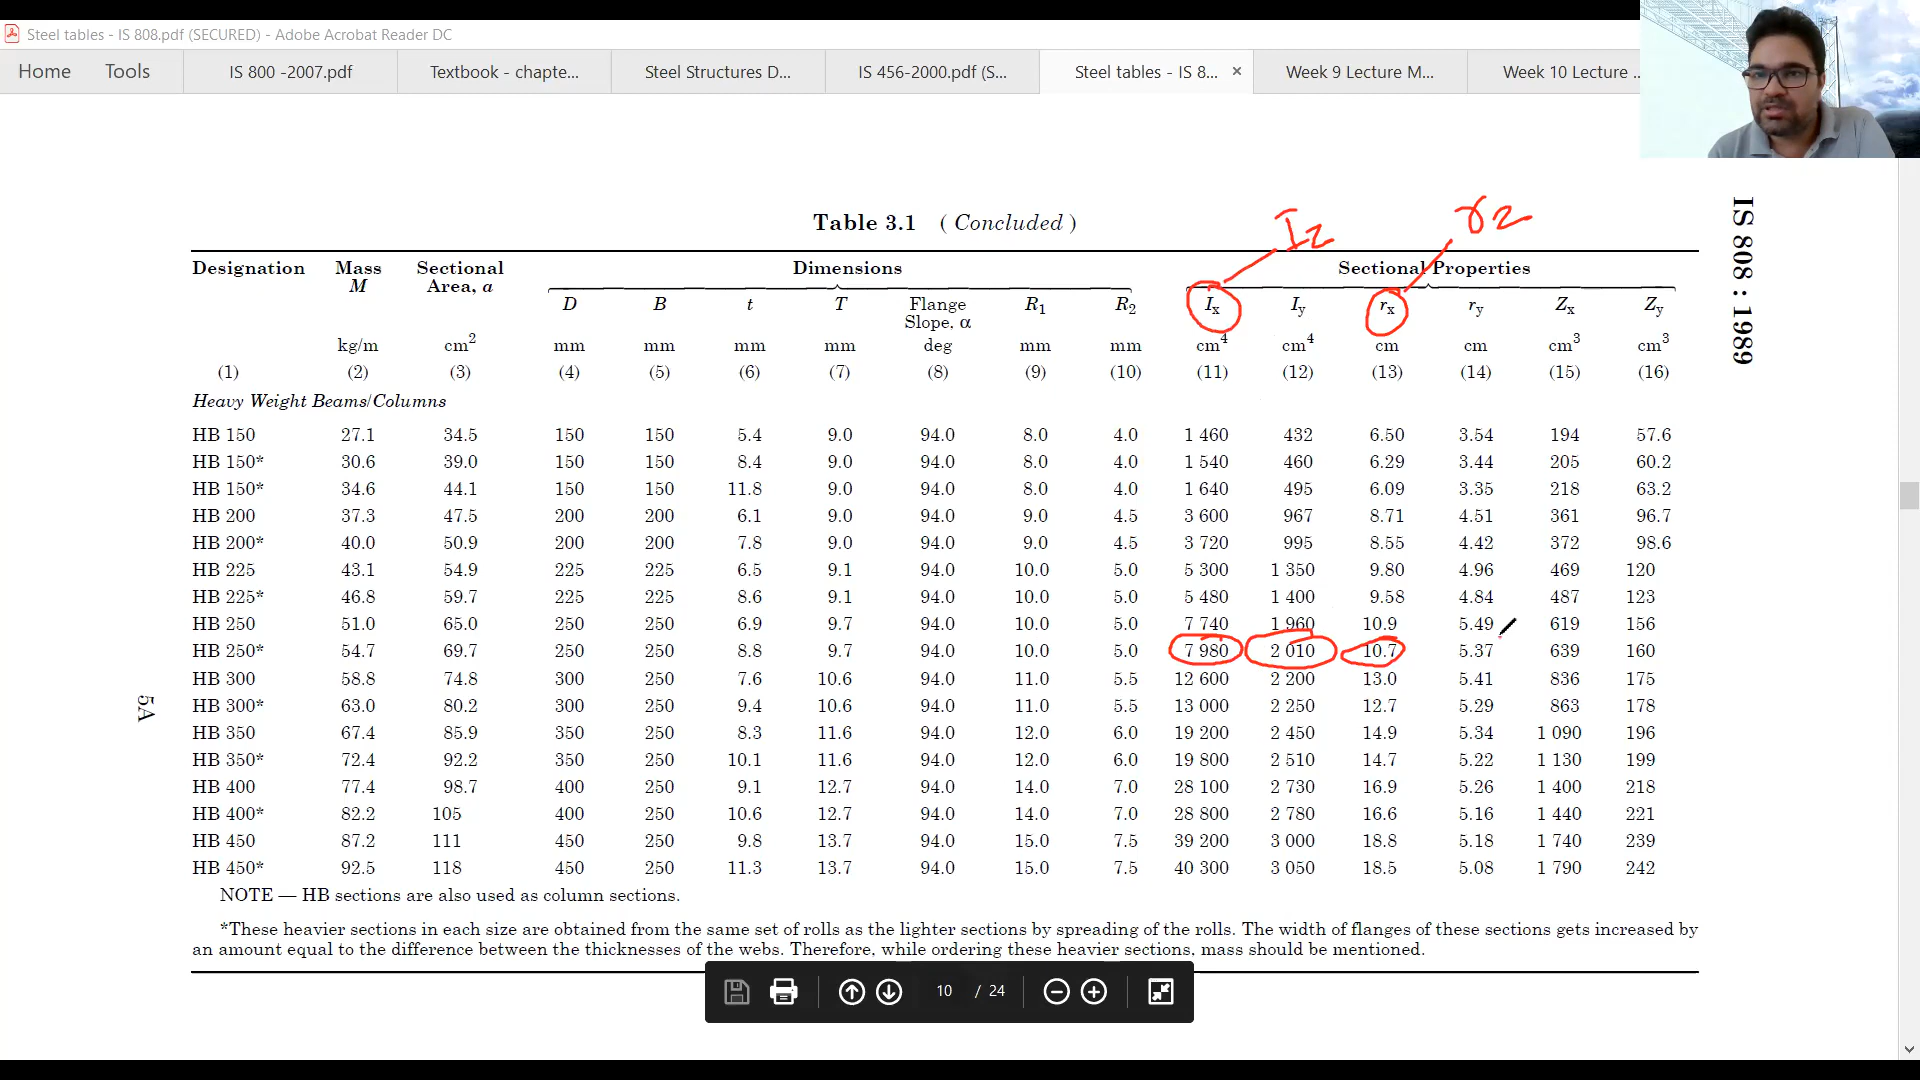 Steel tables - IS 808.pdf (SECURED) - Adobe Acrobat Reader DC
Home Tools IS 800 -2007.pdf Textbook - chapte... Steel Structures D... IS 456-2000.pdf (S... Steel tables - IS 8... × Week 9 Lecture M... Week 10 Lecture ..
Iz rz
Table 3.1 (Concluded)
IS 808 : 1989
Designation Mass Sectional Dimensions Sectional Properties
M Area, a
D B t T Flange R1 R2 Ix Iy rx ry Zx Zy
Slope, α
kg/m cm2 mm mm mm mm deg mm mm cm4 cm4 cm cm cm3 cm3
(1) (2) (3) (4) (5) (6) (7) (8) (9) (10) (11) (12) (13) (14) (15) (16)
Heavy Weight Beams/Columns
HB 150 27.1 34.5 150 150 5.4 9.0 94.0 8.0 4.0 1 460 432 6.50 3.54 194 57.6
HB 150* 30.6 39.0 150 150 8.4 9.0 94.0 8.0 4.0 1 540 460 6.29 3.44 205 60.2
HB 150* 34.6 44.1 150 150 11.8 9.0 94.0 8.0 4.0 1 640 495 6.09 3.35 218 63.2
HB 200 37.3 47.5 200 200 6.1 9.0 94.0 9.0 4.5 3 600 967 8.71 4.51 361 96.7
HB 200* 40.0 50.9 200 200 7.8 9.0 94.0 9.0 4.5 3 720 995 8.55 4.42 372 98.6
HB 225 43.1 54.9 225 225 6.5 9.1 94.0 10.0 5.0 5 300 1 350 9.80 4.96 469 120
HB 225* 46.8 59.7 225 225 8.6 9.1 94.0 10.0 5.0 5 480 1 400 9.58 4.84 487 123
HB 250 51.0 65.0 250 250 6.9 9.7 94.0 10.0 5.0 7 740 1 960 10.9 5.49 619 156
HB 250* 54.7 69.7 250 250 8.8 9.7 94.0 10.0 5.0 7 980 2 010 10.7 5.37 639 160
HB 300 58.8 74.8 300 250 7.6 10.6 94.0 11.0 5.5 12 600 2 200 13.0 5.41 836 175
HB 300* 63.0 80.2 300 250 9.4 10.6 94.0 11.0 5.5 13 000 2 250 12.7 5.29 863 178
HB 350 67.4 85.9 350 250 8.3 11.6 94.0 12.0 6.0 19 200 2 450 14.9 5.34 1 090 196
HB 350* 72.4 92.2 350 250 10.1 11.6 94.0 12.0 6.0 19 800 2 510 14.7 5.22 1 130 199
HB 400 77.4 98.7 400 250 9.1 12.7 94.0 14.0 7.0 28 100 2 730 16.9 5.26 1 400 218
HB 400* 82.2 105 400 250 10.6 12.7 94.0 14.0 7.0 28 800 2 780 16.6 5.16 1 440 221
HB 450 87.2 111 450 250 9.8 13.7 94.0 15.0 7.5 39 200 3 000 18.8 5.18 1 740 239
HB 450* 92.5 118 450 250 11.3 13.7 94.0 15.0 7.5 40 300 3 050 18.5 5.08 1 790 242
5A
NOTE — HB sections are also used as column sections.
*These heavier sections in each size are obtained from the same set of rolls as the lighter sections by spreading of the rolls. The width of flanges of these sections gets increased by
an amount equal to the difference between the thicknesses of the webs. Therefore, while ordering these heavier sections, mass should be mentioned.
10 / 24